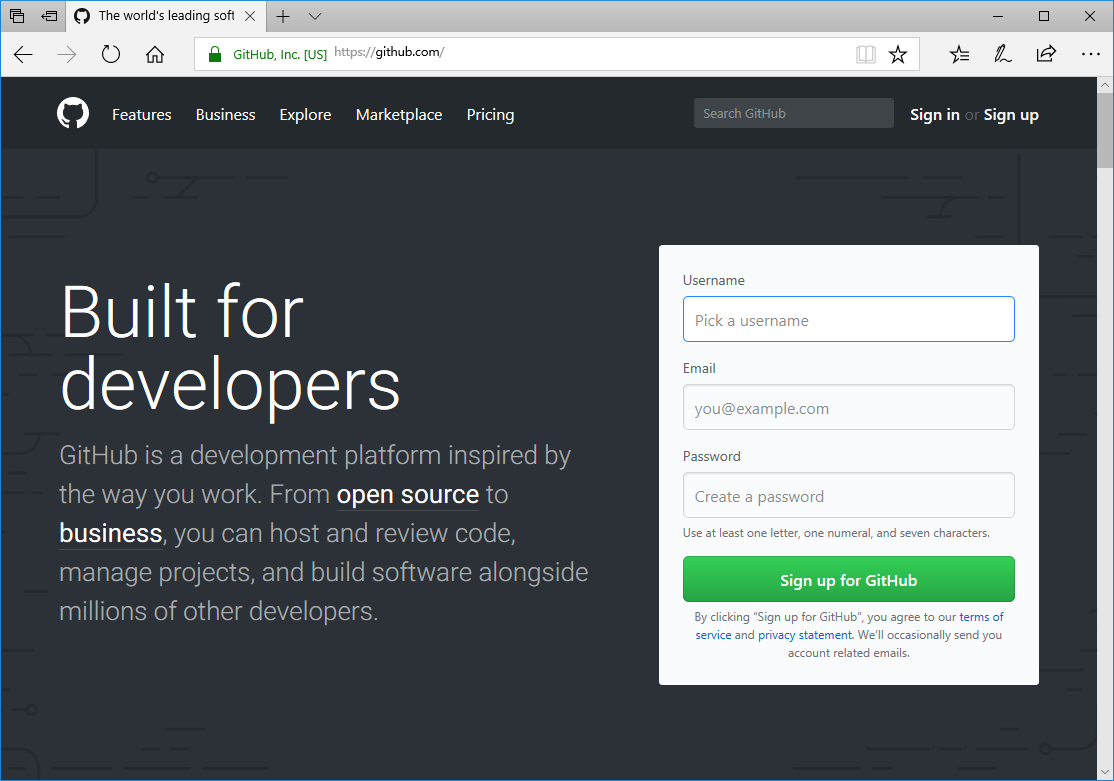 The world's leading soft
GitHub, Inc. [US] https://github.com/
Features Business Explore Marketplace Pricing Search GitHub Sign in or Sign up
Built for
developers
GitHub is a development platform inspired by
the way you work. From open source to
business, you can host and review code,
manage projects, and build software alongside
millions of other developers.
Username
Pick a username
Email
you@example.com
Password
Create a password
Use at least one letter, one numeral, and seven characters.
Sign up for GitHub
By clicking “Sign up for GitHub”, you agree to our terms of
service and privacy statement. We’ll occasionally send you
account related emails.